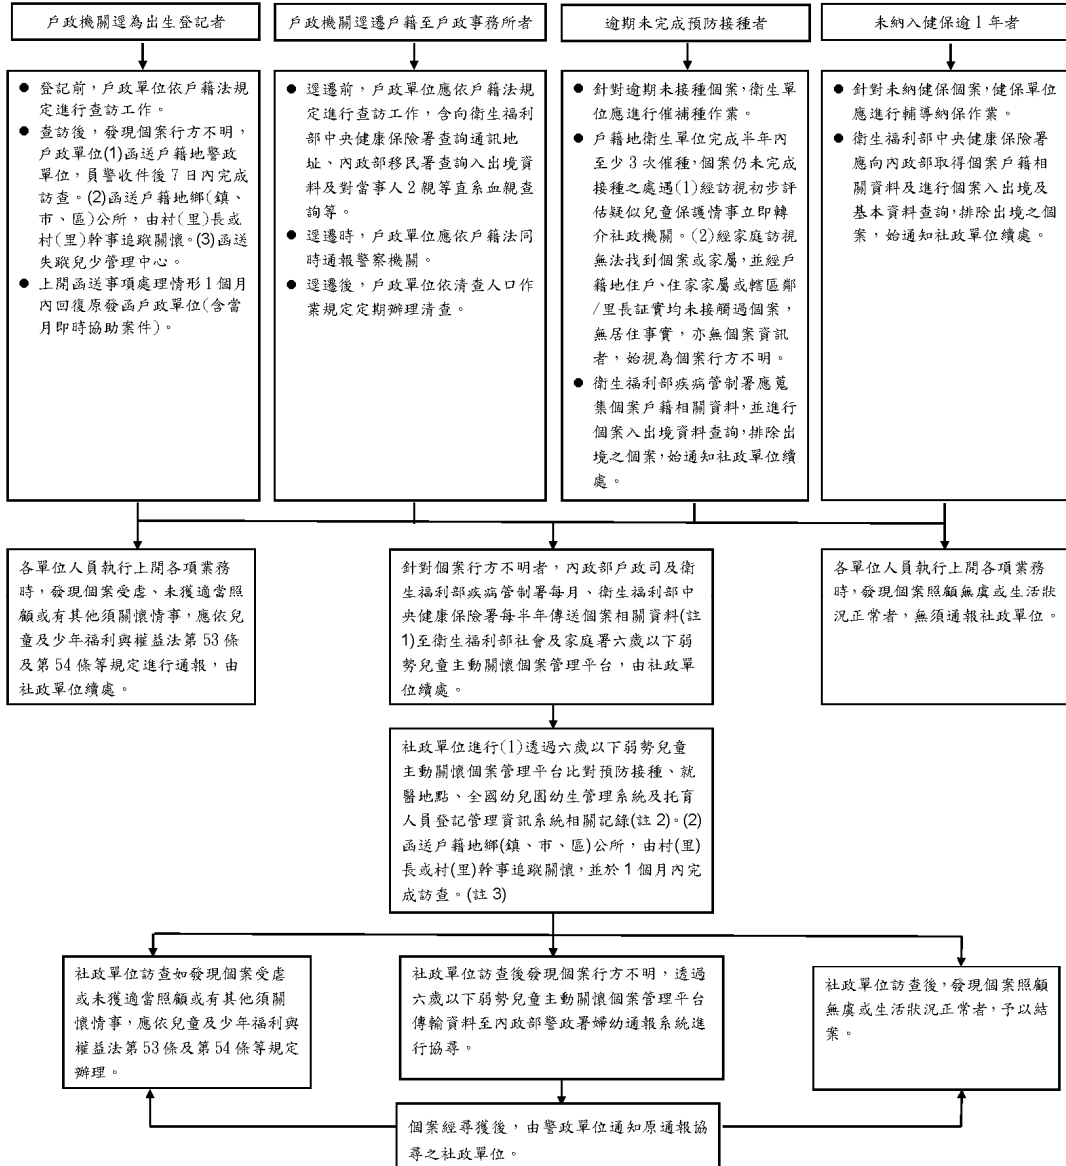 戶政機關逕為出生登記者
戶政機關逕遷戶籍至戶政事務所者
逾期未完成預防接種者
未納入健保逾1年者
● 登記前,戶政單位依戶籍法規
定進行查訪工作。
● 查訪後,發現個案行方不明,
戶政單位(1)函送戶籍地警政
單位,員警收件後7日內完成
訪查。(2)函送戶籍地鄉(鎮、
市、區)公所,由村(里)長或
村(里)幹事追蹤關懷。(3)函送
失蹤兒少管理中心。
● 上開函送事項處理情形1個月
內回復原發函戶政單位(含當
月即時協助案件)。
● 逕遷前,戶政單位應依戶籍法規
定進行查訪工作,含向衛生福利
部中央健康保險署查詢通訊地
址、內政部移民署查詢入出境資
料及對當事人2親等直系血親查
詢等。
● 逕遷時,戶政單位應依戶籍法同
時通報警察機關。
● 逕遷後,戶政單位依清查人口作
業規定定期辦理清查。
● 針對逾期未接種個案,衛生單
位應進行催補種作業。
● 戶籍地衛生單位完成半年內
至少3次催種,個案仍未完成
接種之處遇(1)經訪視初步評
估疑似兒童保護情事立即轉
介社政機關。(2)經家庭訪視
無法找到個案或家屬,並經戶
籍地住戶、住家家屬或轄區鄰
/里長証實均未接觸過個案,
無居住事實,亦無個案資訊
者,始視為個案行方不明。
● 衛生福利部疾病管制署應蒐
集個案戶籍相關資料,並進行
個案入出境資料查詢,排除出
境之個案,始通知社政單位續
處。
● 針對未納健保個案,健保單位
應進行輔導納保作業。
● 衛生福利部中央健康保險署
應向內政部取得個案戶籍相
關資料及進行個案入出境及
基本資料查詢,排除出境之個
案,始通知社政單位續處。
各單位人員執行上開各項業務
時,發現個案受虐、未獲適當照
顧或有其他須關懷情事,應依兒
童及少年福利與權益法第53條
及第54條等規定進行通報,由
社政單位續處。
針對個案行方不明者,內政部戶政司及衛
生福利部疾病管制署每月、衛生福利部中
央健康保險署每半年傳送個案相關資料(註
1)至衛生福利部社會及家庭署六歲以下弱
勢兒童主動關懷個案管理平台,由社政單
位續處。
各單位人員執行上開各項業務
時,發現個案照顧無虞或生活狀
況正常者,無須通報社政單位。
社政單位進行(1)透過六歲以下弱勢兒童
主動關懷個案管理平台比對預防接種、就
醫地點、全國幼兒園幼生管理系統及托育
人員登記管理資訊系統相關記錄(註2)。(2)
函送戶籍地鄉(鎮、市、區)公所,由村(里)
長或村(里)幹事追蹤關懷,並於1個月內完
成訪查。(註3)
社政單位訪查如發現個案受虐
或未獲適當照顧或有其他須關
懷情事,應依兒童及少年福利與
權益法第53條及第54條等規定
辦理。
社政單位訪查後發現個案行方不明,透過
六歲以下弱勢兒童主動關懷個案管理平台
傳輸資料至內政部警政署婦幼通報系統進
行協尋。
社政單位訪查後,發現個案照顧
無虞或生活狀況正常者,予以結
案。
個案經尋獲後,由警政單位通知原通報協
尋之社政單位。